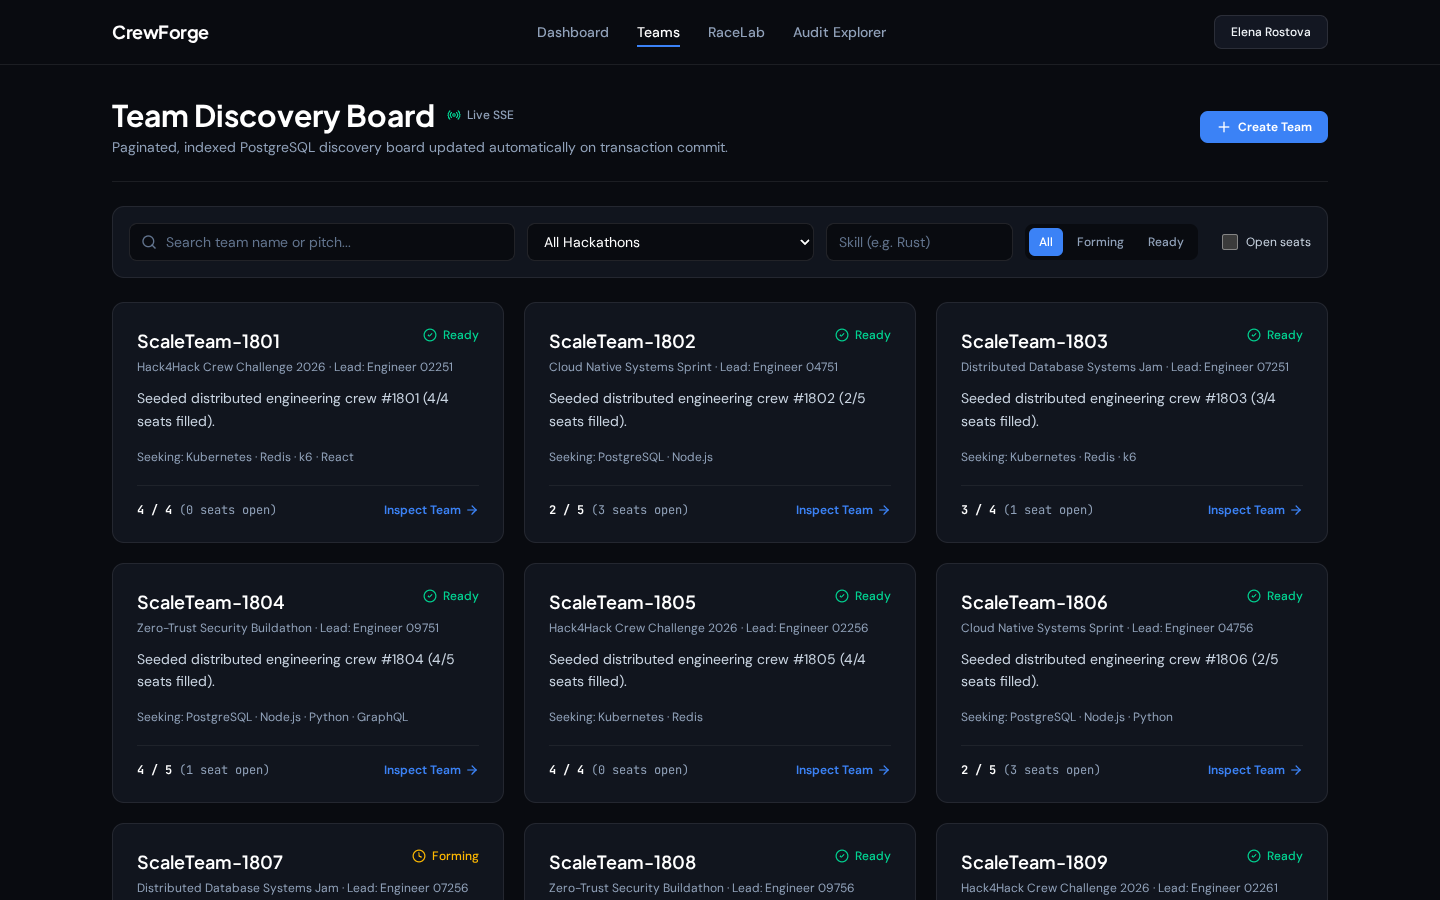 CrewForge
Dashboard
Teams
RaceLab
Audit Explorer
Elena Rostova
Team Discovery Board
Live SSE
Paginated, indexed PostgreSQL discovery board updated automatically on transaction commit.
Create Team
Search team name or pitch...
All Hackathons
Skill (e.g. Rust)
All
Forming
Ready
Open seats
ScaleTeam-1801
Ready
Hack4Hack Crew Challenge 2026 · Lead: Engineer 02251
Seeded distributed engineering crew #1801 (4/4
seats filled).
Seeking: Kubernetes · Redis · k6 · React
4 / 4 (0 seats open)
Inspect Team
ScaleTeam-1802
Ready
Cloud Native Systems Sprint · Lead: Engineer 04751
Seeded distributed engineering crew #1802 (2/5
seats filled).
Seeking: PostgreSQL · Node.js
2 / 5 (3 seats open)
Inspect Team
ScaleTeam-1803
Ready
Distributed Database Systems Jam · Lead: Engineer 07251
Seeded distributed engineering crew #1803 (3/4
seats filled).
Seeking: Kubernetes · Redis · k6
3 / 4 (1 seat open)
Inspect Team
ScaleTeam-1804
Ready
Zero-Trust Security Buildathon · Lead: Engineer 09751
Seeded distributed engineering crew #1804 (4/5
seats filled).
Seeking: PostgreSQL · Node.js · Python · GraphQL
4 / 5 (1 seat open)
Inspect Team
ScaleTeam-1805
Ready
Hack4Hack Crew Challenge 2026 · Lead: Engineer 02256
Seeded distributed engineering crew #1805 (4/4
seats filled).
Seeking: Kubernetes · Redis
4 / 4 (0 seats open)
Inspect Team
ScaleTeam-1806
Ready
Cloud Native Systems Sprint · Lead: Engineer 04756
Seeded distributed engineering crew #1806 (2/5
seats filled).
Seeking: PostgreSQL · Node.js · Python
2 / 5 (3 seats open)
Inspect Team
ScaleTeam-1807
Forming
Distributed Database Systems Jam · Lead: Engineer 07256
ScaleTeam-1808
Ready
Zero-Trust Security Buildathon · Lead: Engineer 09756
ScaleTeam-1809
Ready
Hack4Hack Crew Challenge 2026 · Lead: Engineer 02261